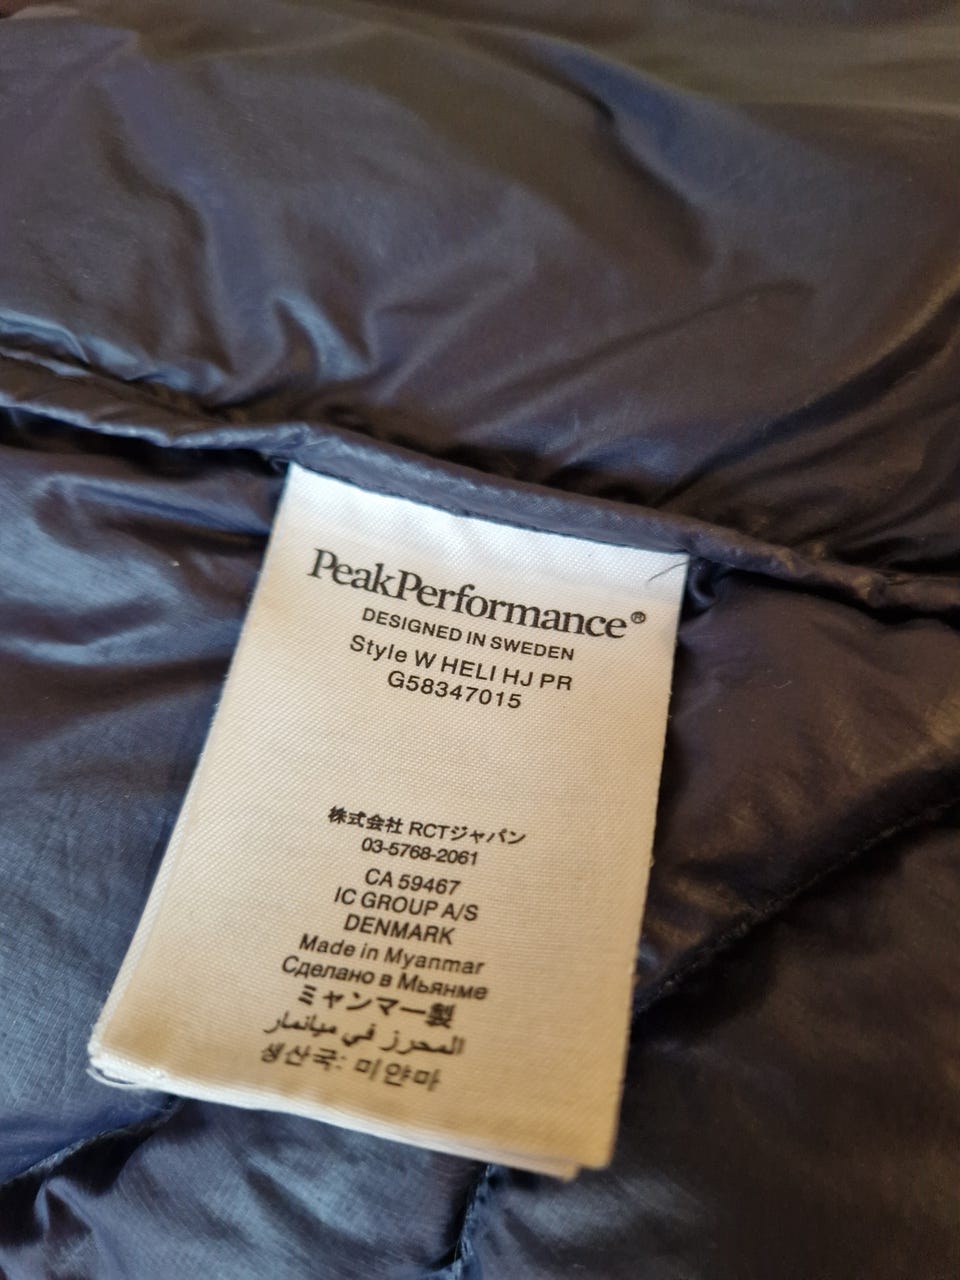 PeakPerformance®
DESIGNED IN SWEDEN
Style W HELI HJ PR
G58347015
株式会社 RCTジャパン
03-5768-2061
CA 59467
IC GROUP A/S
DENMARK
Made in Myanmar
Сделано в Мьянме
ミャンマー製
المحرز في ميانمار
생산국: 미얀마